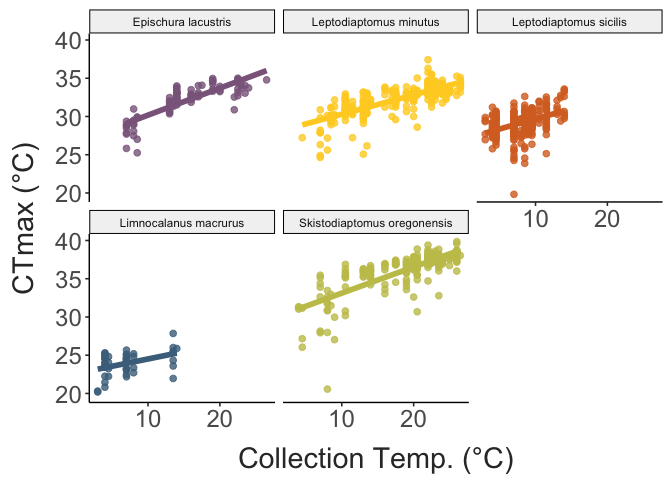 Epischura lacustris
Leptodiaptomus minutus
Leptodiaptomus sicilis
40
35
30
25
20
10
20
Limnocalanus macrurus
Skistodiaptomus oregonensis
40
35
30
25
20
10
20
10
20
CTmax (°C)
Collection Temp. (°C)